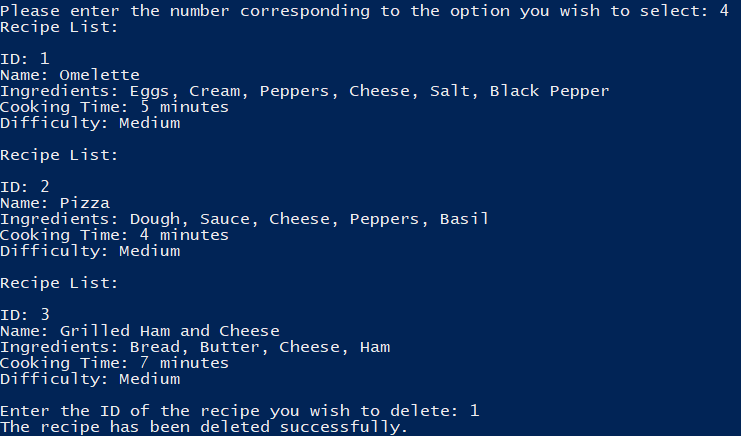 Please enter the number corresponding to the option you wish to select: 4
Recipe List:
ID: 1
Name: Omelette
Ingredients: Eggs, Cream, Peppers, Cheese, Salt, Black Pepper
Cooking Time: 5 minutes
Difficulty: Medium
Recipe List:
ID: 2
Name: Pizza
Ingredients: Dough, Sauce, Cheese, Peppers, Basil
Cooking Time: 4 minutes
Difficulty: Medium
Recipe List:
ID: 3
Name: Grilled Ham and Cheese
Ingredients: Bread, Butter, Cheese, Ham
Cooking Time: 7 minutes
Difficulty: Medium
Enter the ID of the recipe you wish to delete: 1
The recipe has been deleted successfully.